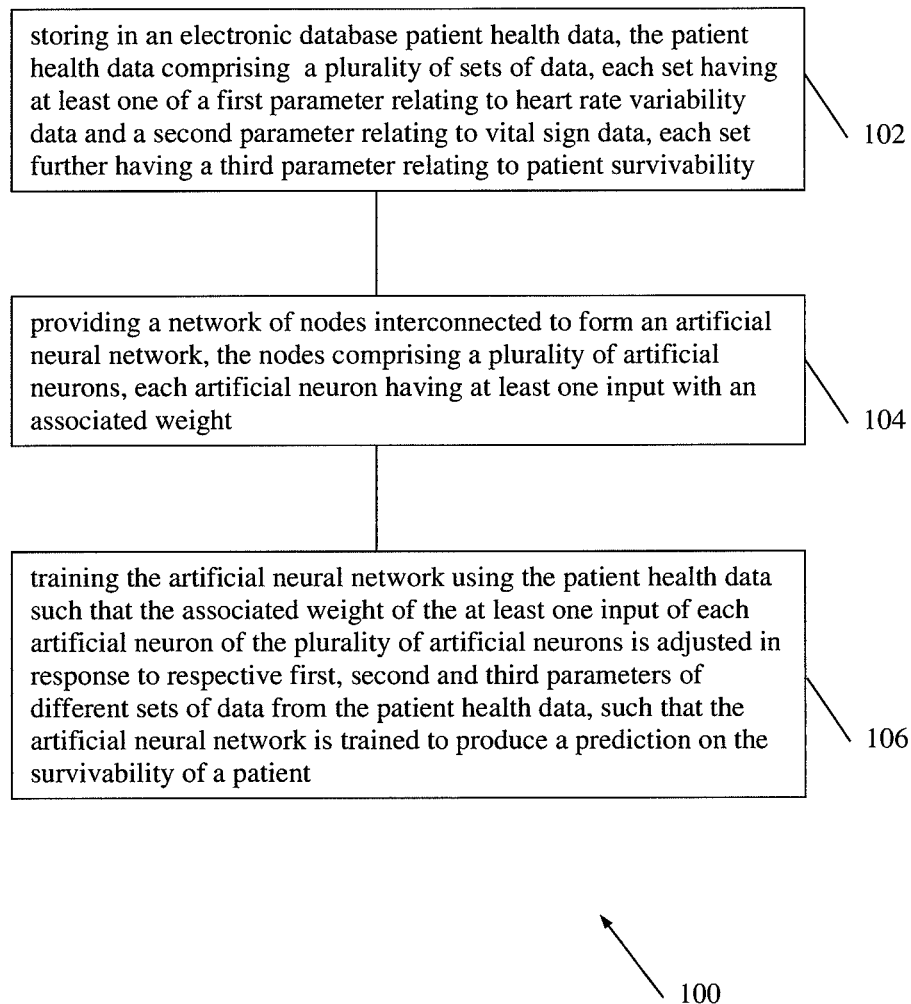 storing in an electronic database patient health data, the patient
health data comprising a plurality of sets of data, each set having
at least one of a first parameter relating to heart rate variability
data and a second parameter relating to vital sign data, each set
further having a third parameter relating to patient survivability
102
providing a network of nodes interconnected to form an artificial
neural network, the nodes comprising a plurality of artificial
neurons, each artificial neuron having at least one input with an
associated weight
104
training the artificial neural network using the patient health data
such that the associated weight of the at least one input of each
artificial neuron of the plurality of artificial neurons is adjusted in
response to respective first, second and third parameters of
different sets of data from the patient health data, such that the
artificial neural network is trained to produce a prediction on the
survivability of a patient
106
100